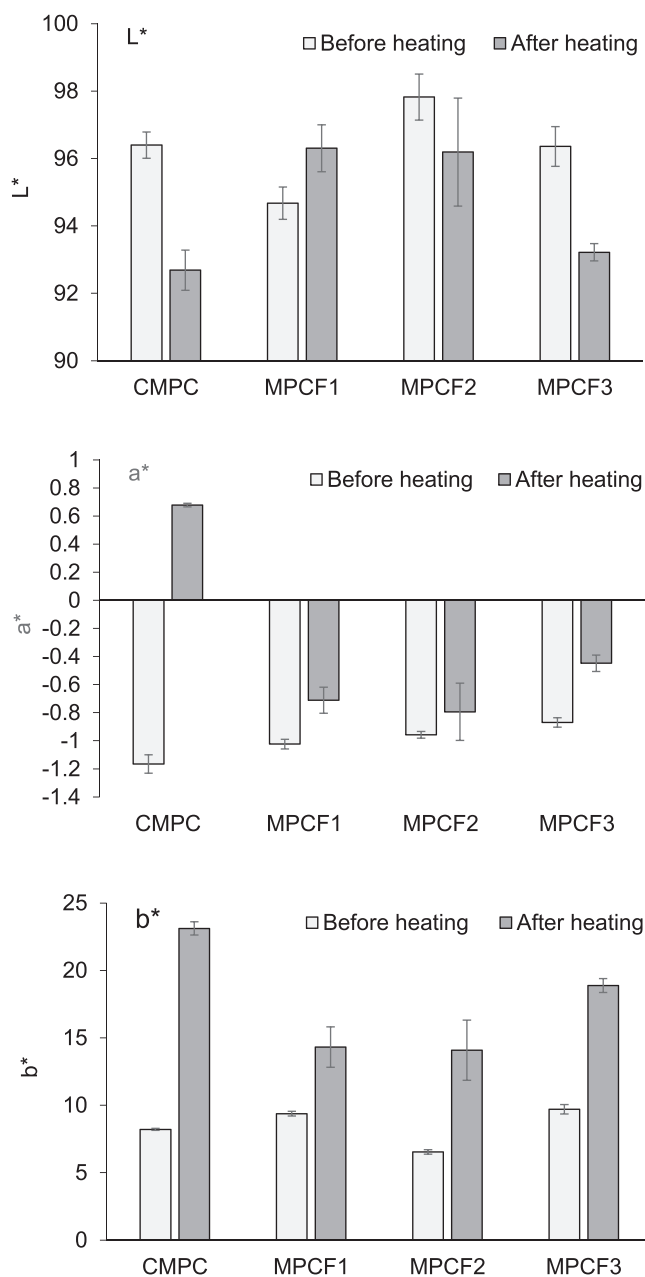 L*
Before heating
After heating
100
98
96
94
92
90
L*
CMPC MPCF1 MPCF2 MPCF3
a*
Before heating
After heating
1
0.8
0.6
0.4
0.2
0
-0.2
-0.4
-0.6
-0.8
-1
-1.2
-1.4
a*
CMPC MPCF1 MPCF2 MPCF3
b*
Before heating
After heating
25
20
15
10
5
0
b*
CMPC MPCF1 MPCF2 MPCF3